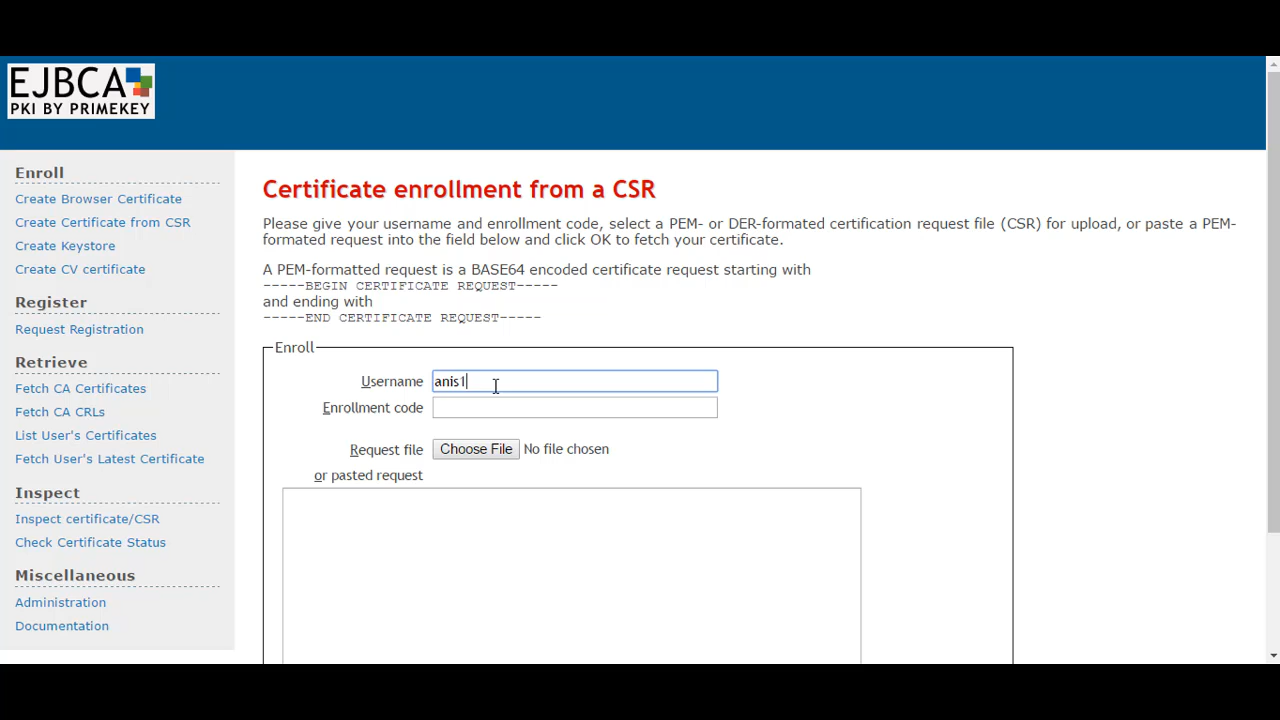 EJBCA
PKI BY PRIMEKEY
Enroll
Create Browser Certificate
Create Certificate from CSR
Create Keystore
Create CV certificate
Register
Request Registration
Retrieve
Fetch CA Certificates
Fetch CA CRLs
List User's Certificates
Fetch User's Latest Certificate
Inspect
Inspect certificate/CSR
Check Certificate Status
Miscellaneous
Administration
Documentation
Certificate enrollment from a CSR
Please give your username and enrollment code, select a PEM- or DER-formated certification request file (CSR) for upload, or paste a PEM-
formated request into the field below and click OK to fetch your certificate.
A PEM-formatted request is a BASE64 encoded certificate request starting with
-----BEGIN CERTIFICATE REQUEST-----
and ending with
-----END CERTIFICATE REQUEST-----
Enroll
Username anis1
Enrollment code
Request file Choose File No file chosen
or pasted request